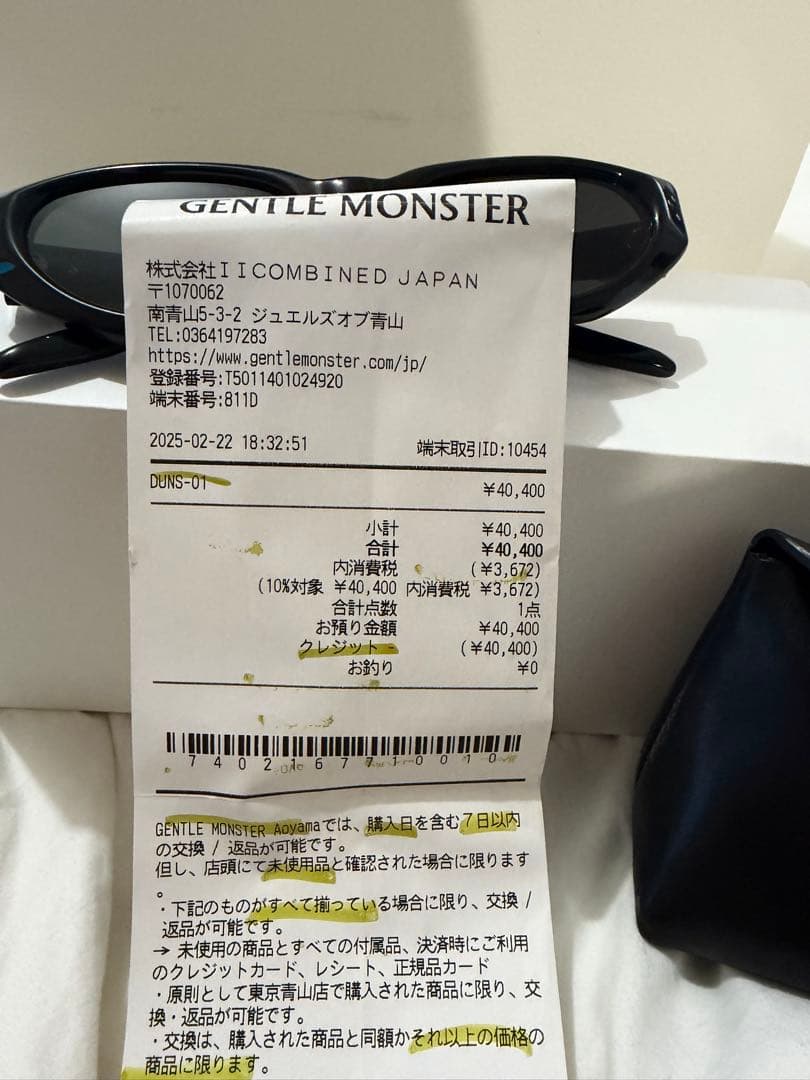 GENTLE MONSTER
株式会社IICOMBINED JAPAN
〒1070062
南青山5-3-2 ジュエルズオブ青山
TEL:0364197283
https://www.gentlemonster.com/jp/
登録番号:T5011401024920
端末番号:811D
2025-02-22 18:32:51 端末取引ID:10454
DUNS-01 ¥40,400
小計 ¥40,400
合計 ¥40,400
内消費税 (¥3,672)
(10%対象 ¥40,400 内消費税 ¥3,672)
合計点数 1点
お預り金額 ¥40,400
クレジット (¥40,400)
お釣り ¥0
7402167710010
GENTLE MONSTER Aoyamaでは、購入日を含む7日以内
の交換 / 返品が可能です。
但し、店頭にて未使用品と確認された場合に限ります
。
・下記のものがすべて揃っている場合に限り、交換 /
返品が可能です。
→ 未使用の商品とすべての付属品、決済時にご利用
のクレジットカード、レシート、正規品カード
・原則として東京青山店で購入された商品に限り、交
換・返品が可能です。
・交換は、購入された商品と同額かそれ以上の価格の
商品に限ります。